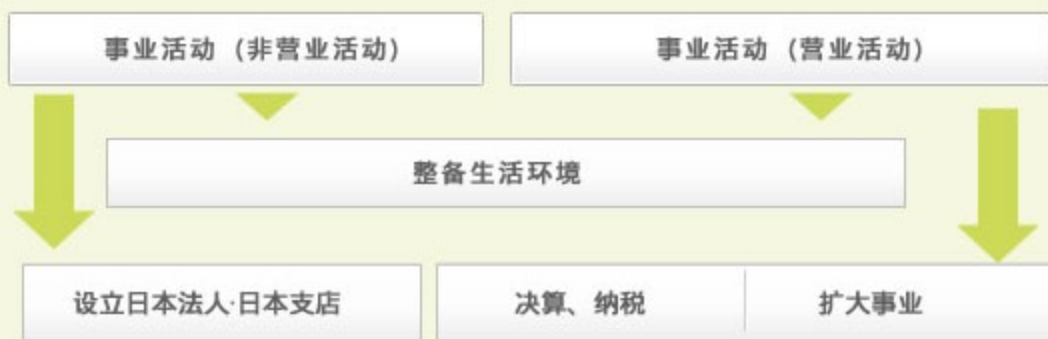 事业活动（非营业活动）
事业活动（营业活动）
整备生活环境
设立日本法人·日本支店
决算、纳税
扩大事业